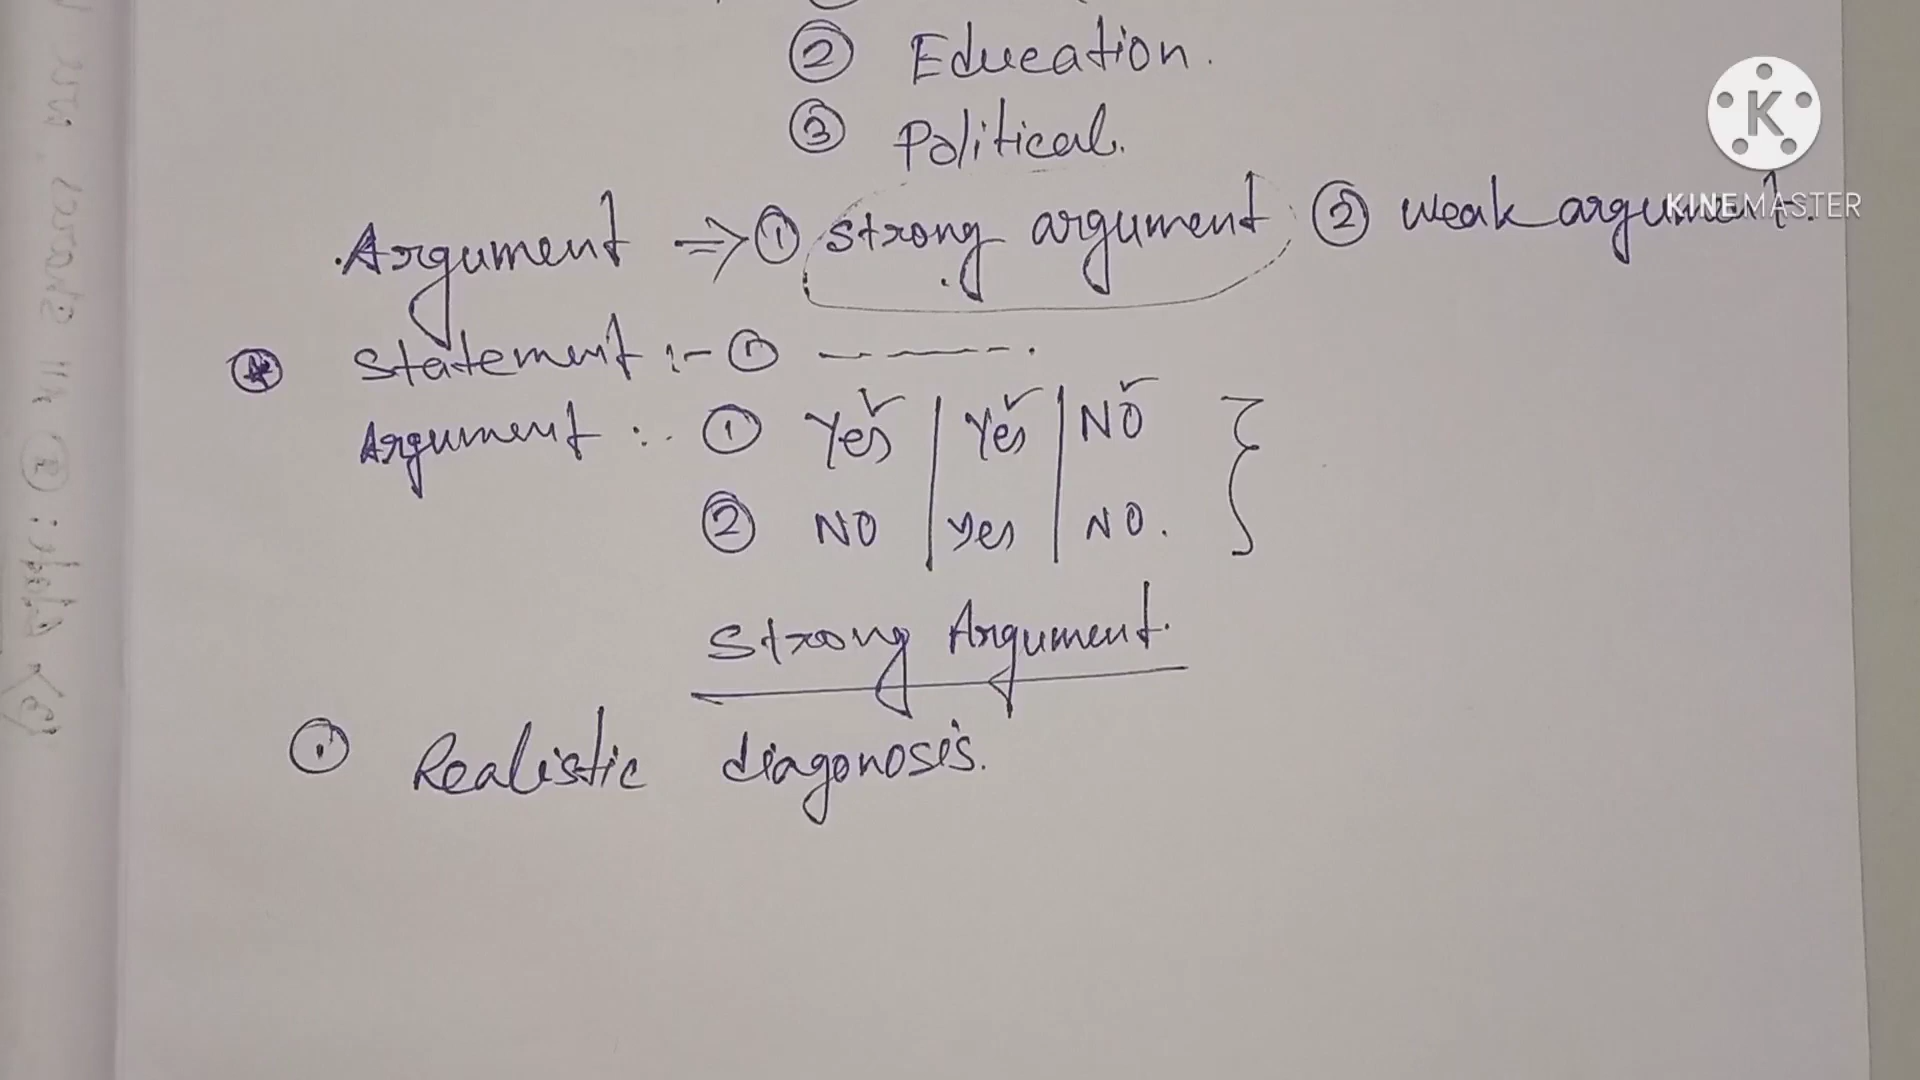 ② Education.
③ Political.
Argument ⇒ ① Strong argument ② weak argument.
KINEMASTER
Statement :- ① -------.
Argument :- ① Yes | Yes | NO
② NO | yes | NO.
Strong Argument.
① Realistic diagonosis.